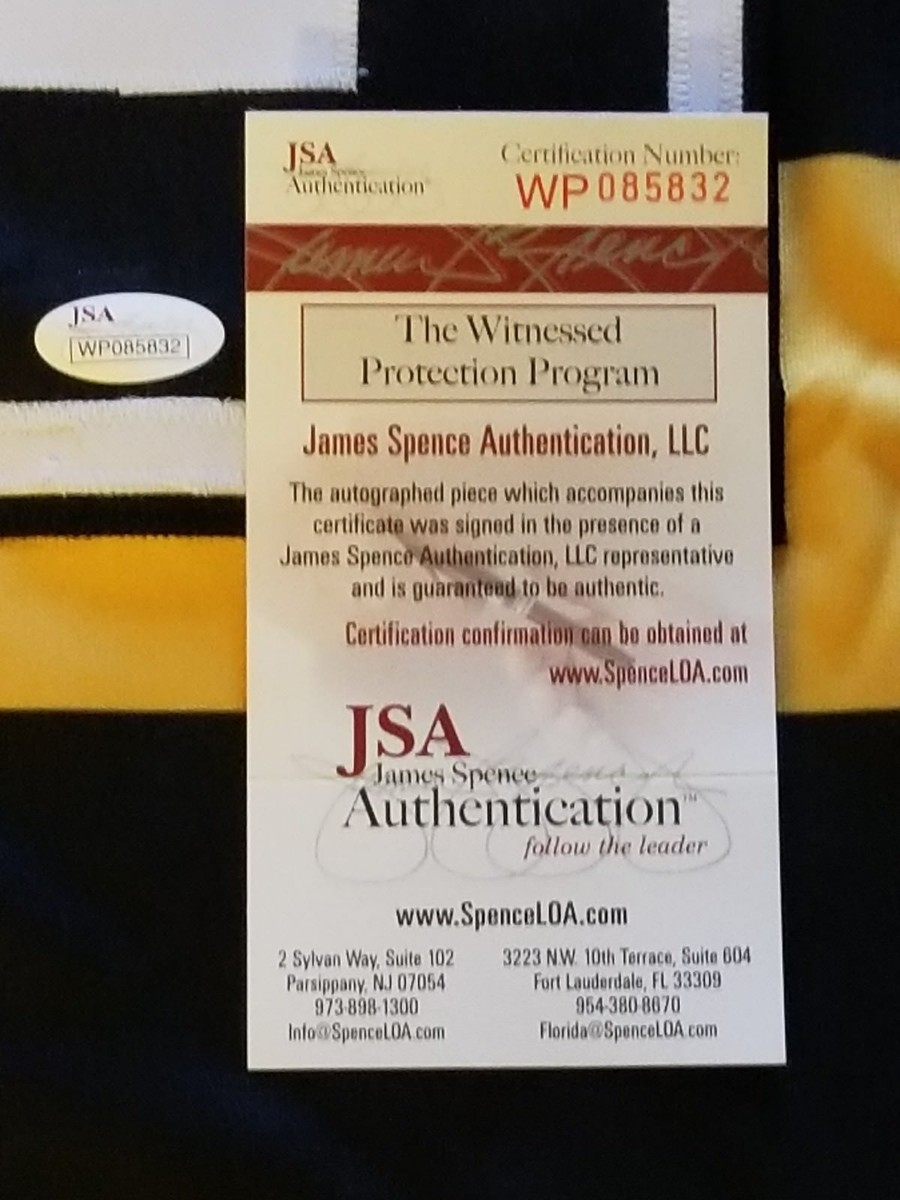 JSA
James Spence
Authentication
Certification Number:
WP085832
JSA
WP085832
The Witnessed
Protection Program
James Spence Authentication, LLC
The autographed piece which accompanies this
certificate was signed in the presence of a
James Spence Authentication, LLC representative
and is guaranteed to be authentic.
Certification confirmation can be obtained at
www.SpenceLOA.com
JSA
James Spence
Authentication™
follow the leader
www.SpenceLOA.com
2 Sylvan Way, Suite 102
Parsippany, NJ 07054
973-898-1300
Info@SpenceLOA.com
3223 N.W. 10th Terrace, Suite 604
Fort Lauderdale, FL 33309
954-380-8670
Florida@SpenceLOA.com